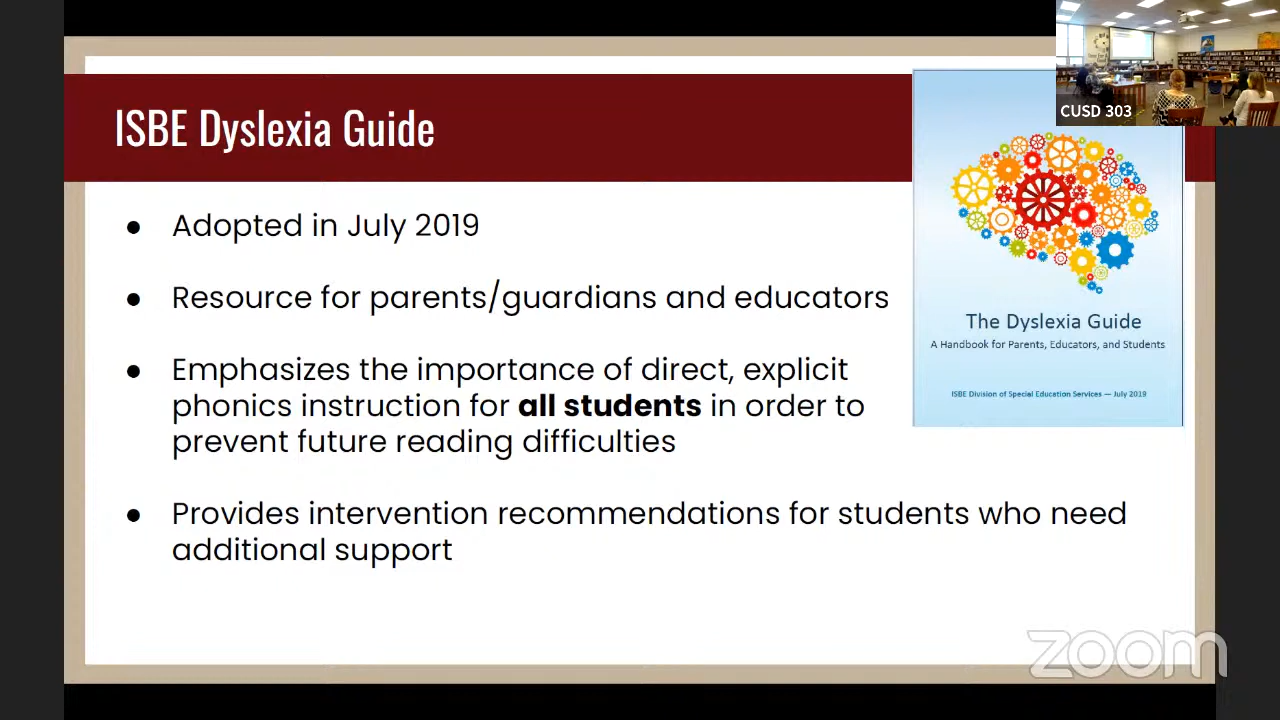 CUSD 303
ISBE Dyslexia Guide
● Adopted in July 2019
● Resource for parents/guardians and educators
● Emphasizes the importance of direct, explicit
phonics instruction for all students in order to
prevent future reading difficulties
● Provides intervention recommendations for students who need
additional support
The Dyslexia Guide
A Handbook for Parents, Educators, and Students
ISBE Division of Special Education Services — July 2019
zoom